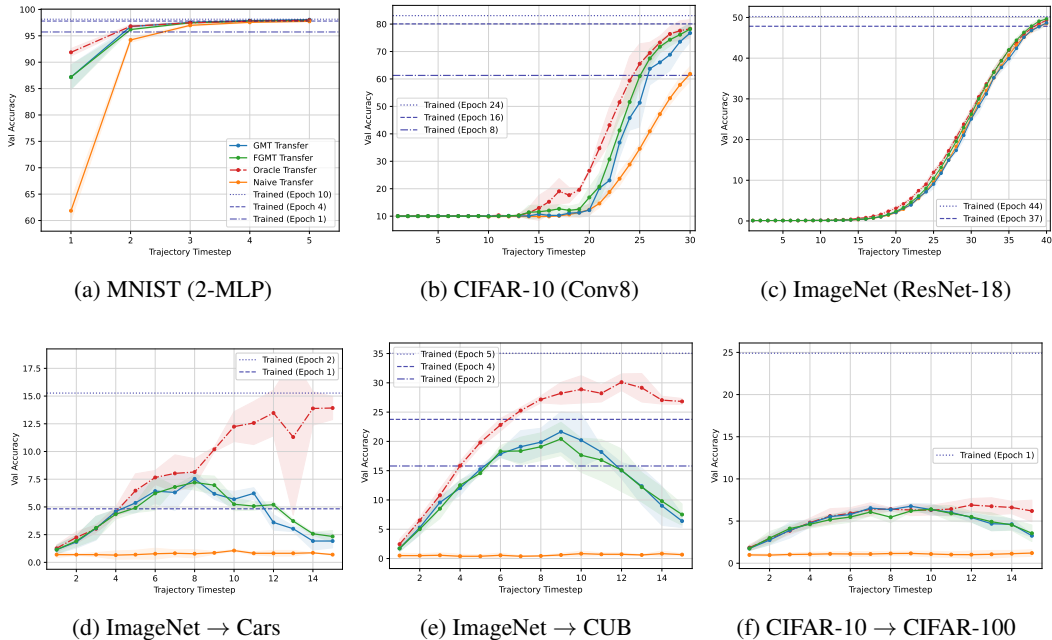 100
95
90
85
80
75
70
65
60
Val Accuracy
GMT Transfer
FGMT Transfer
Oracle Transfer
Naive Transfer
Trained (Epoch 10)
Trained (Epoch 4)
Trained (Epoch 1)
1 2 3 4 5
Trajectory Timestep
(a) MNIST (2-MLP)
80
70
60
50
40
30
20
10
Val Accuracy
Trained (Epoch 24)
Trained (Epoch 16)
Trained (Epoch 8)
5 10 15 20 25 30
Trajectory Timestep
(b) CIFAR-10 (Conv8)
50
40
30
20
10
0
Val Accuracy
Trained (Epoch 44)
Trained (Epoch 37)
5 10 15 20 25 30 35 40
Trajectory Timestep
(c) ImageNet (ResNet-18)
17.5
15.0
12.5
10.0
7.5
5.0
2.5
0.0
Val Accuracy
Trained (Epoch 2)
Trained (Epoch 1)
2 4 6 8 10 12 14
Trajectory Timestep
(d) ImageNet → Cars
35
30
25
20
15
10
5
0
Val Accuracy
Trained (Epoch 5)
Trained (Epoch 4)
Trained (Epoch 2)
2 4 6 8 10 12 14
Trajectory Timestep
(e) ImageNet → CUB
25
20
15
10
5
0
Val Accuracy
Trained (Epoch 1)
2 4 6 8 10 12 14
Trajectory Timestep
(f) CIFAR-10 → CIFAR-100